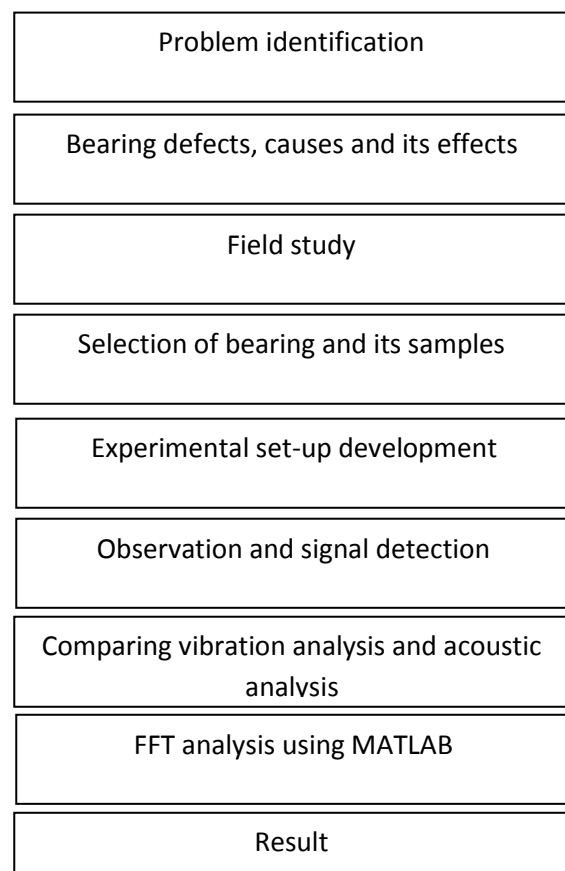 Problem identification
Bearing defects, causes and its effects
Field study
Selection of bearing and its samples
Experimental set-up development
Observation and signal detection
Comparing vibration analysis and acoustic
analysis
FFT analysis using MATLAB
Result